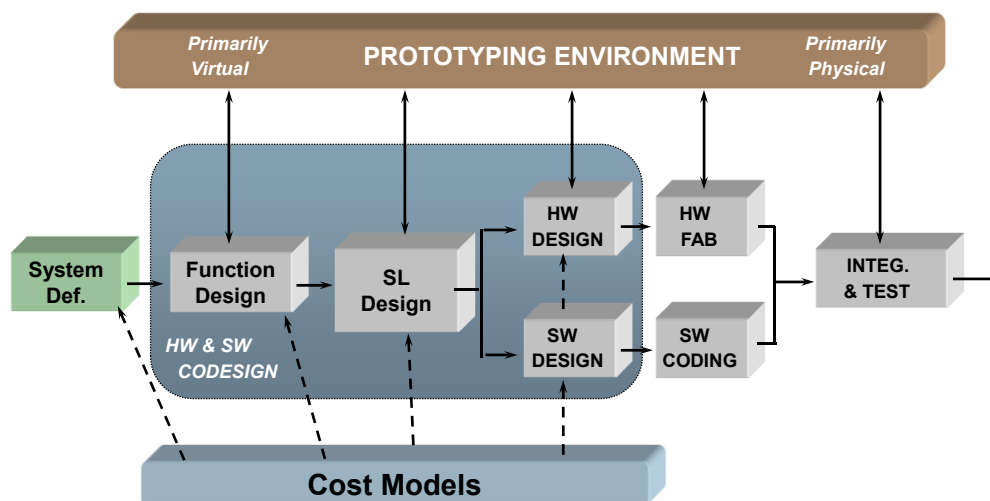 Primarily
Virtual
PROTOTYPING ENVIRONMENT
Primarily
Physical
System
Def.
Function
Design
SL
Design
HW
DESIGN
HW
FAB
SW
DESIGN
SW
CODING
INTEG.
& TEST
HW & SW
CODESIGN
Cost Models